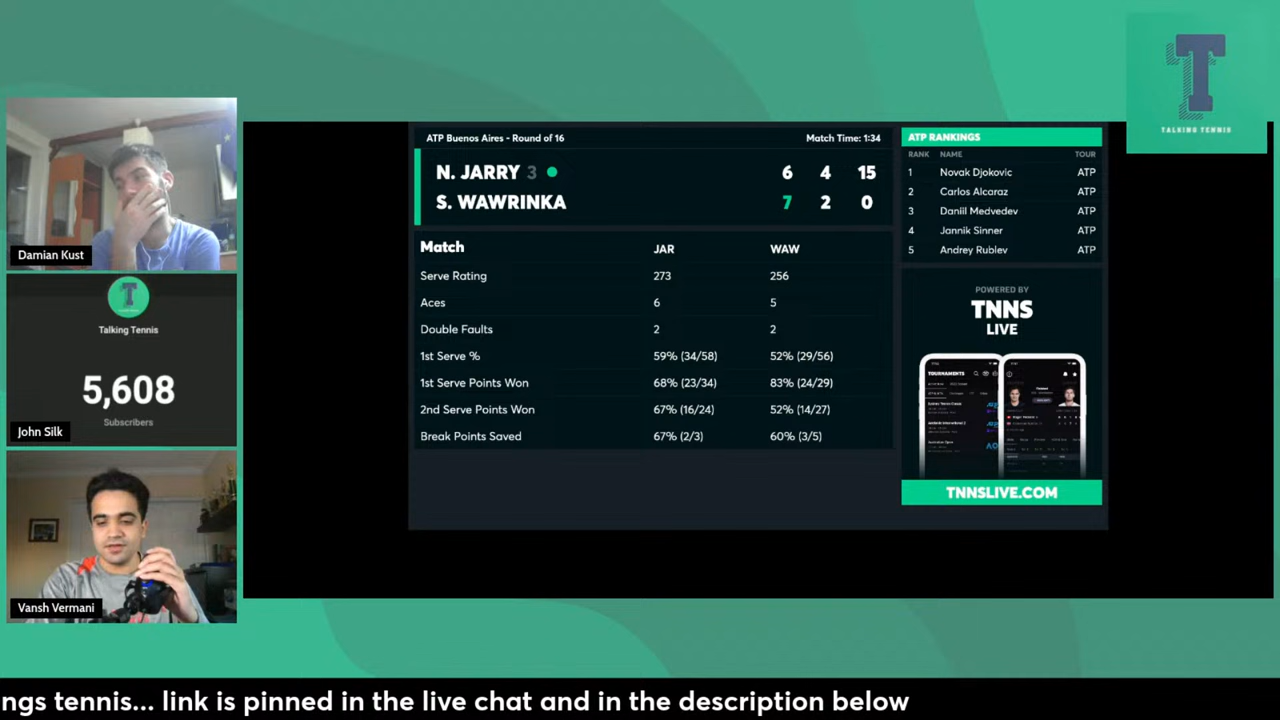 T
TALKING TENNIS
Damian Kust
T
Talking Tennis
5,608
Subscribers
John Silk
Vansh Vermani
ATP Buenos Aires - Round of 16 Match Time: 1:34
N. JARRY 3 6 4 15
S. WAWRINKA 7 2 0
Match JAR WAW
Serve Rating 273 256
Aces 6 5
Double Faults 2 2
1st Serve % 59% (34/58) 52% (29/56)
1st Serve Points Won 68% (23/34) 83% (24/29)
2nd Serve Points Won 67% (16/24) 52% (14/27)
Break Points Saved 67% (2/3) 60% (3/5)
ATP RANKINGS
RANK NAME TOUR
1 Novak Djokovic ATP
2 Carlos Alcaraz ATP
3 Daniil Medvedev ATP
4 Jannik Sinner ATP
5 Andrey Rublev ATP
POWERED BY
TNNS
LIVE
TOURNAMENTS
TNNSLIVE.COM
ngs tennis... link is pinned in the live chat and in the description below